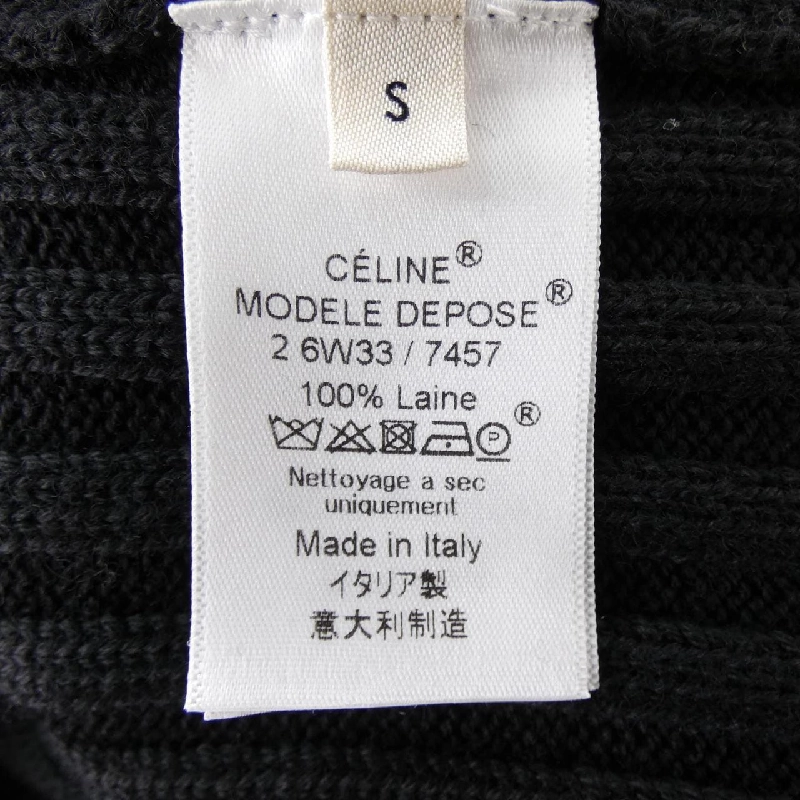 S
CÉLINE®
MODELE DEPOSE®
2 6W33 / 7457
100% Laine
P ®
Nettoyage a sec
uniquement
Made in Italy
イタリア製
意大利制造